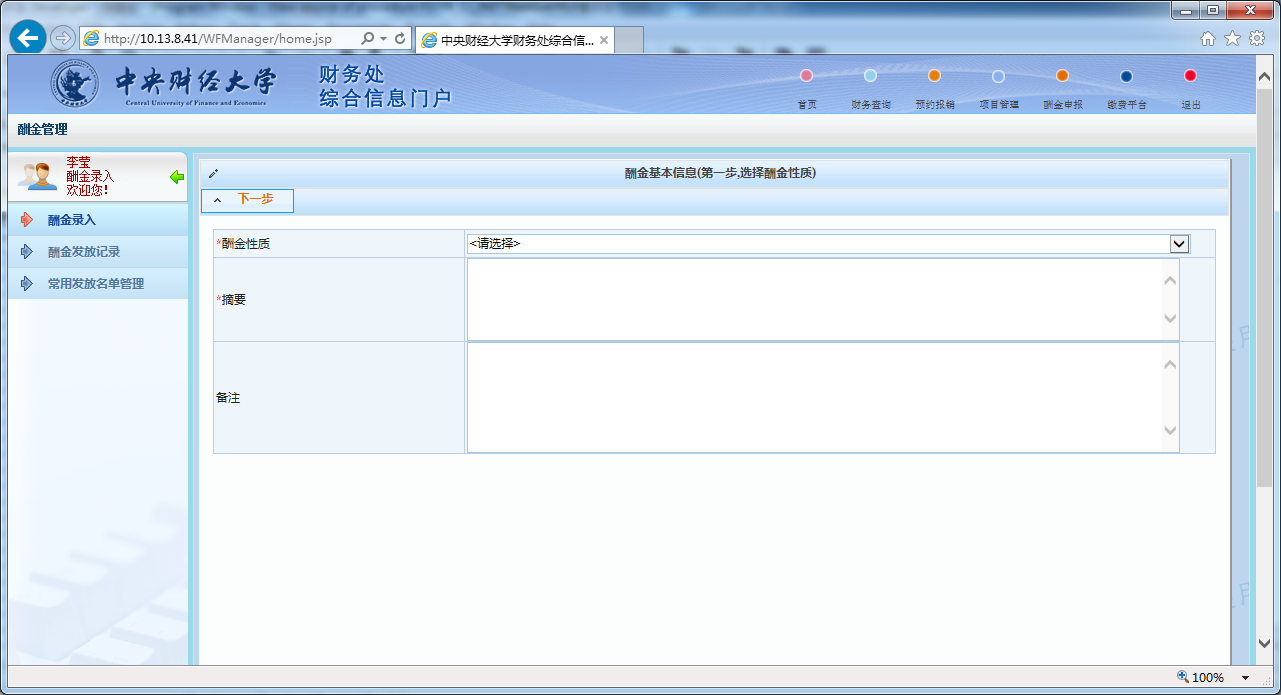 http://10.13.8.41/WFManager/home.jsp
中央财经大学财务处综合信...
中央财经大学
Central University of Finance and Economics
财务处
综合信息门户
首页
财务查询
预约报销
项目管理
酬金申报
缴费平台
退出
酬金管理
李莹
酬金录入
欢迎您!
酬金录入
酬金发放记录
常用发放名单管理
酬金基本信息(第一步,选择酬金性质)
下一步
*酬金性质
<请选择>
*摘要
备注
100%